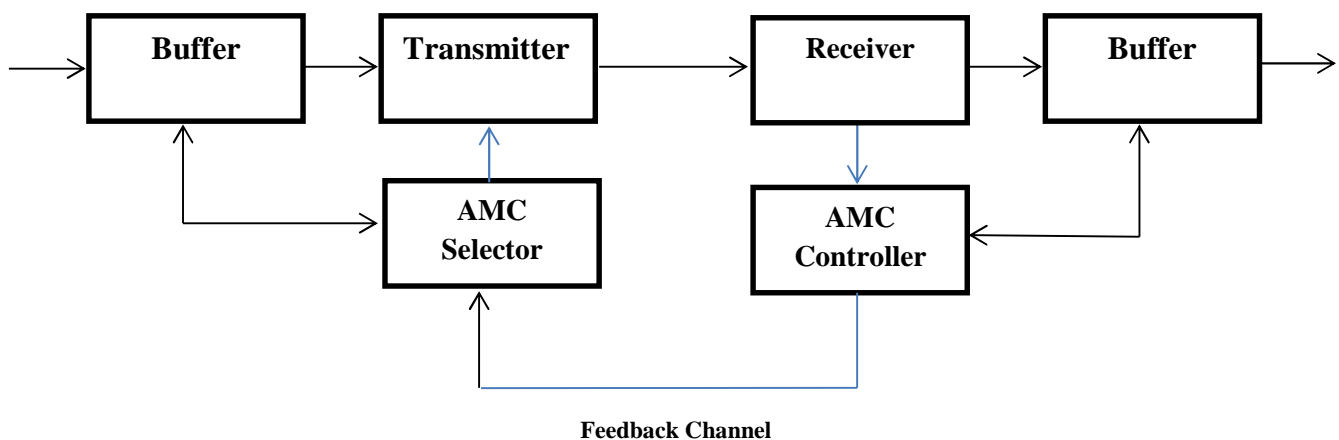 Buffer
Transmitter
Receiver
Buffer
AMC
Selector
AMC
Controller
Feedback Channel